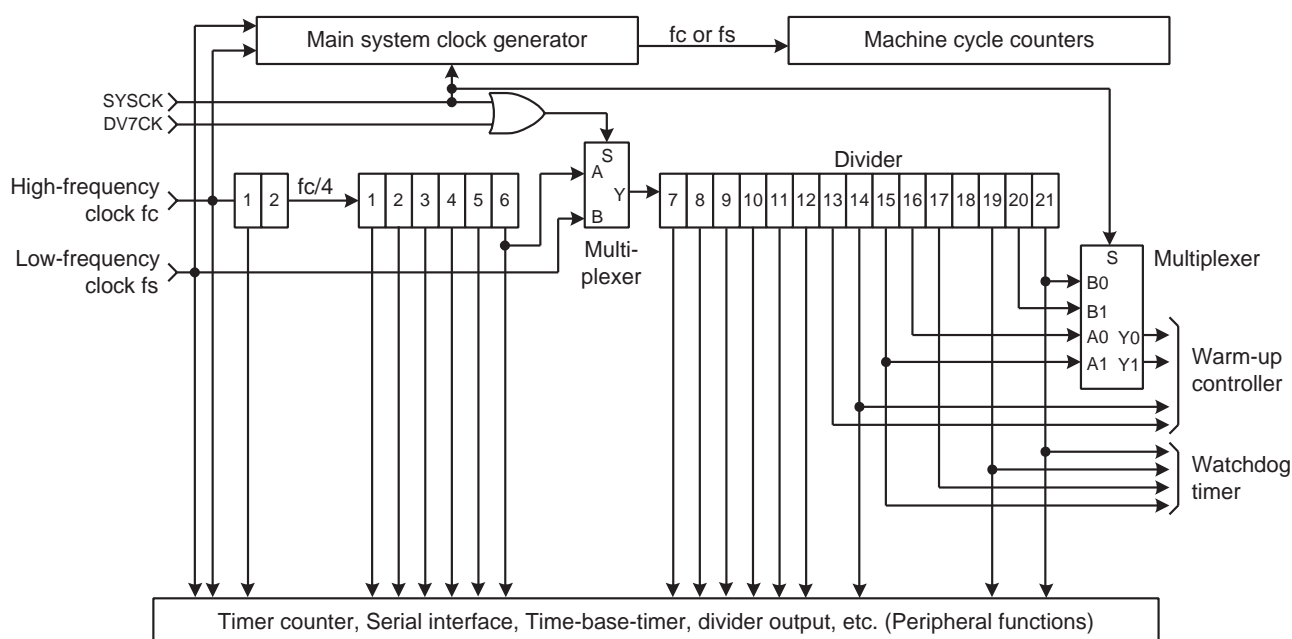 Main system clock generator
fc or fs
Machine cycle counters
SYSCK
DV7CK
High-frequency
clock fc
1 2
fc/4
1 2 3 4 5 6
S
A
Y
B
Multi-
plexer
Divider
7 8 9 10 11 12 13 14 15 16 17 18 19 20 21
Low-frequency
clock fs
S
B0
B1
A0 Y0
A1 Y1
Multiplexer
Warm-up
controller
Watchdog
timer
Timer counter, Serial interface, Time-base-timer, divider output, etc. (Peripheral functions)